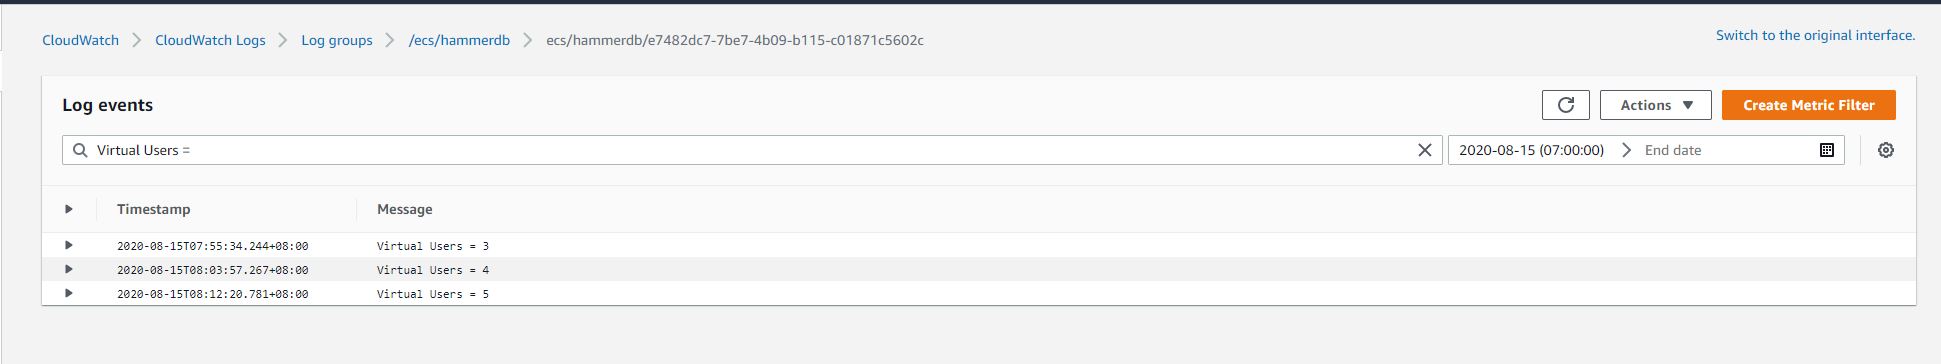 CloudWatch > CloudWatch Logs > Log groups > /ecs/hammerdb > ecs/hammerdb/e7482dc7-7be7-4b09-b115-c01871c5602c
Switch to the original interface.
Log events
Actions
Create Metric Filter
Virtual Users =
2020-08-15 (07:00:00) > End date
Timestamp Message
2020-08-15T07:55:34.244+08:00 Virtual Users = 3
2020-08-15T08:03:57.267+08:00 Virtual Users = 4
2020-08-15T08:12:20.781+08:00 Virtual Users = 5